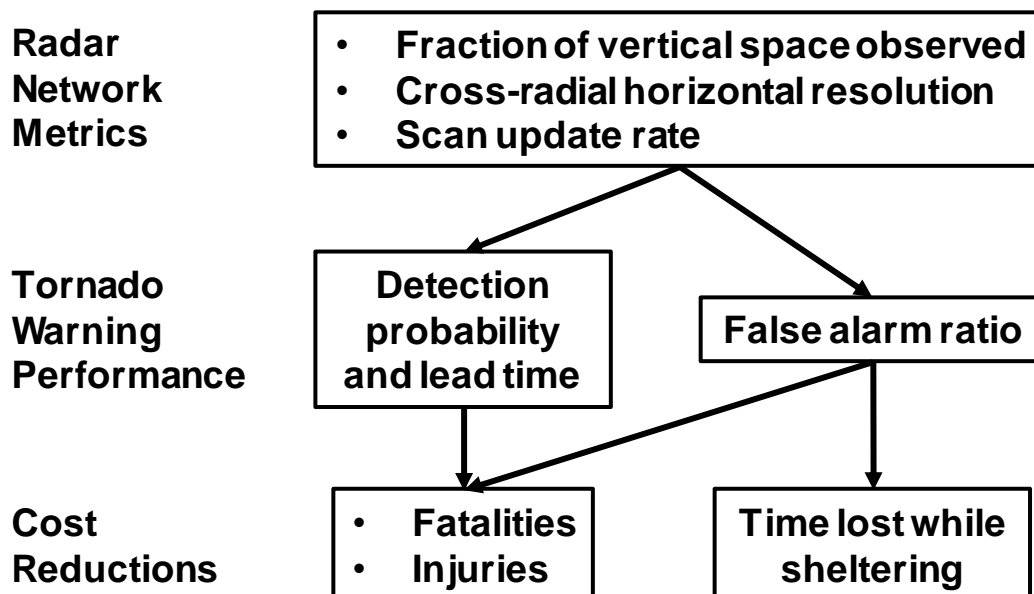 Radar
Network
Metrics
• Fraction of vertical space observed
• Cross-radial horizontal resolution
• Scan update rate
Tornado
Warning
Performance
Detection
probability
and lead time
False alarm ratio
Cost
Reductions
• Fatalities
• Injuries
Time lost while
sheltering